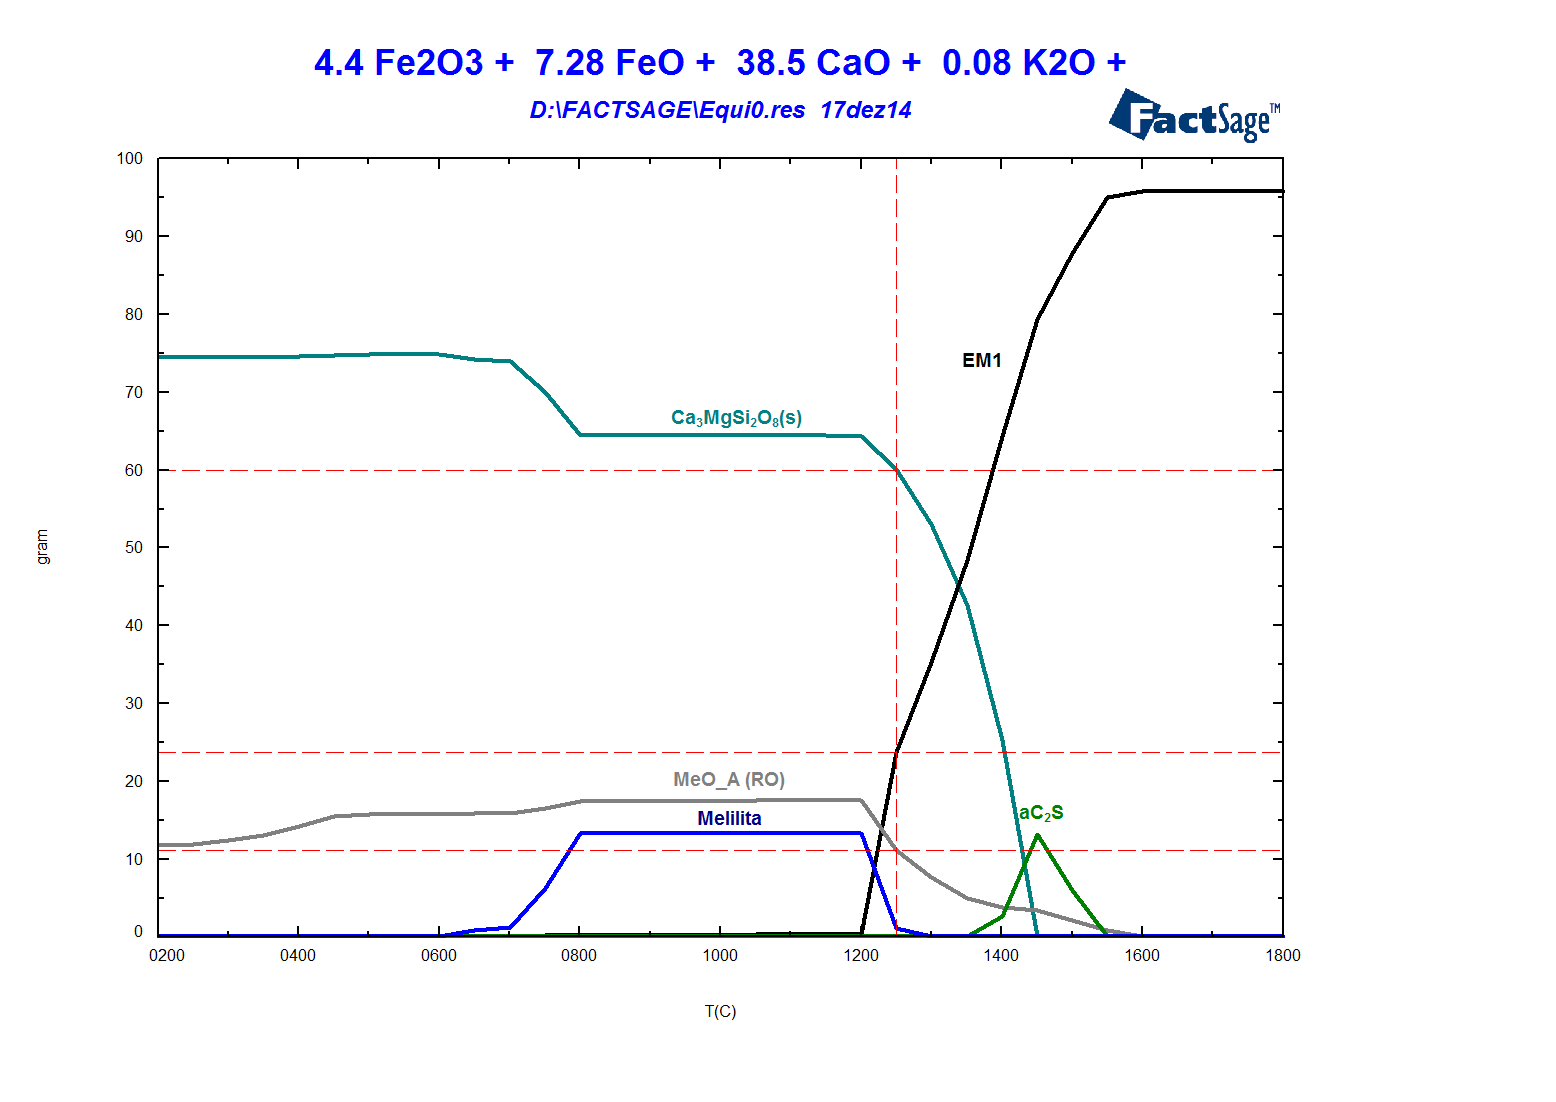 4.4 Fe2O3 + 7.28 FeO + 38.5 CaO + 0.08 K2O +
D:\FACTSAGE\Equi0.res 17dez14
FactSage™
100
90
80
70
60
50
40
30
20
10
0
gram
EM1
Ca₃MgSi₂O₈(s)
MeO_A (RO)
Melilita
aC₂S
0200 0400 0600 0800 1000 1200 1400 1600 1800
T(C)